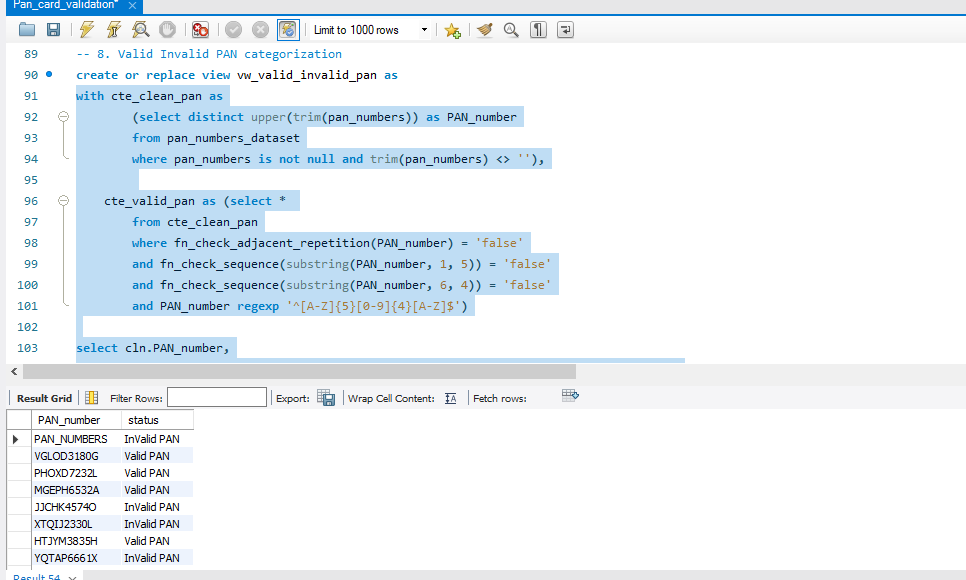 Pan_card_validation*
Limit to 1000 rows
89 -- 8. Valid Invalid PAN categorization
90 create or replace view vw_valid_invalid_pan as
91 with cte_clean_pan as
92 (select distinct upper(trim(pan_numbers)) as PAN_number
93 from pan_numbers_dataset
94 where pan_numbers is not null and trim(pan_numbers) <> ''),
95
96 cte_valid_pan as (select *
97 from cte_clean_pan
98 where fn_check_adjacent_repetition(PAN_number) = 'false'
99 and fn_check_sequence(substring(PAN_number, 1, 5)) = 'false'
100 and fn_check_sequence(substring(PAN_number, 6, 4)) = 'false'
101 and PAN_number regexp '^[A-Z]{5}[0-9]{4}[A-Z]$')
102
103 select cln.PAN_number,
Result Grid Filter Rows: Export: Wrap Cell Content: Fetch rows:
PAN_number status
PAN_NUMBERS InValid PAN
VGLOD3180G Valid PAN
PHOXD7232L Valid PAN
MGEPH6532A Valid PAN
JJCHK4574O InValid PAN
XTQIJ2330L InValid PAN
HTJYM3835H Valid PAN
YQTAP6661X InValid PAN
Result 54